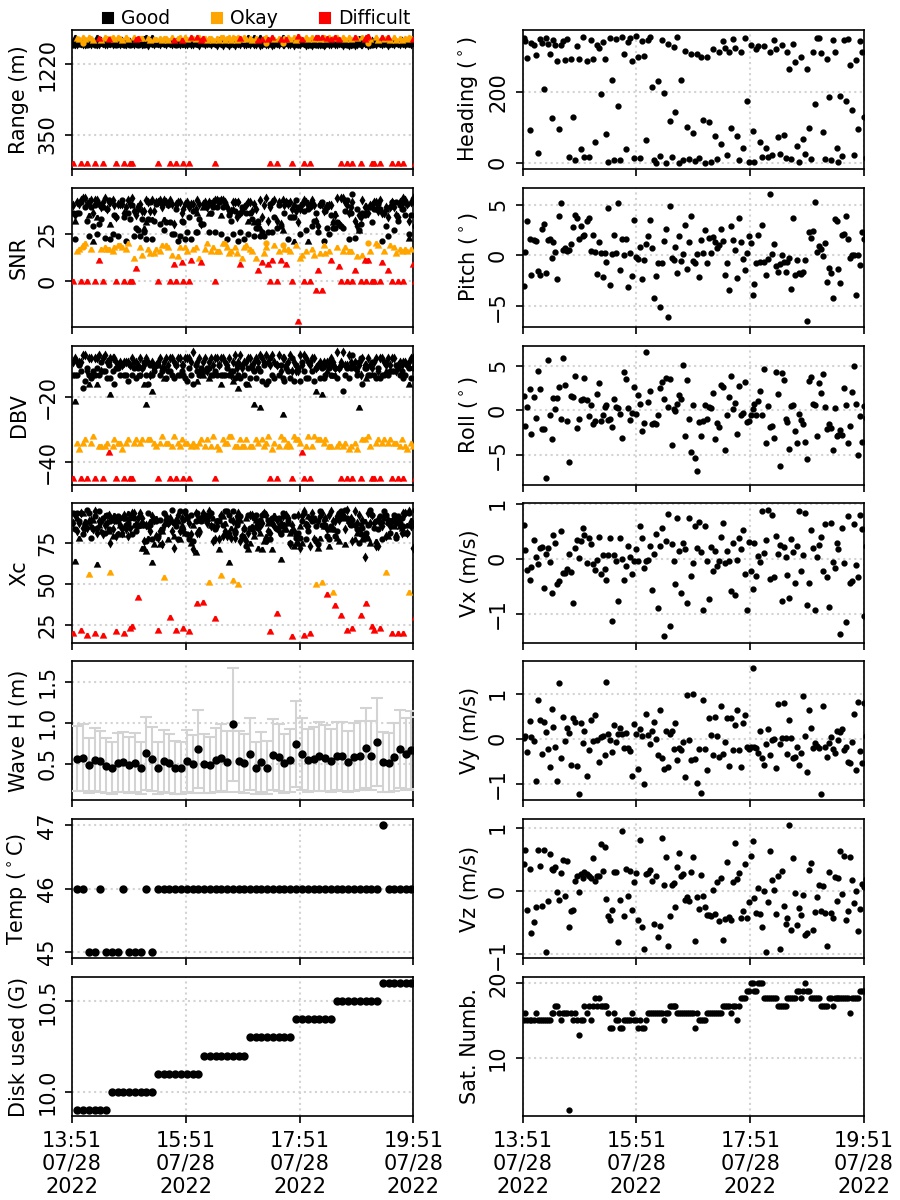 Good Okay Difficult
Range (m)
1220
350
Heading (°)
200
0
SNR
25
0
Pitch (°)
5
0
−5
DBV
−20
−40
Roll (°)
5
0
−5
Xc
75
50
25
Vx (m/s)
1
0
−1
Wave H (m)
1.5
1.0
0.5
Vy (m/s)
1
0
−1
Temp (°C)
47
46
45
Vz (m/s)
1
0
−1
Disk used (G)
10.5
10.0
Sat. Numb.
20
10
13:51 15:51 17:51 19:51 13:51 15:51 17:51 19:51
07/28 07/28 07/28 07/28 07/28 07/28 07/28 07/28
2022 2022 2022 2022 2022 2022 2022 2022